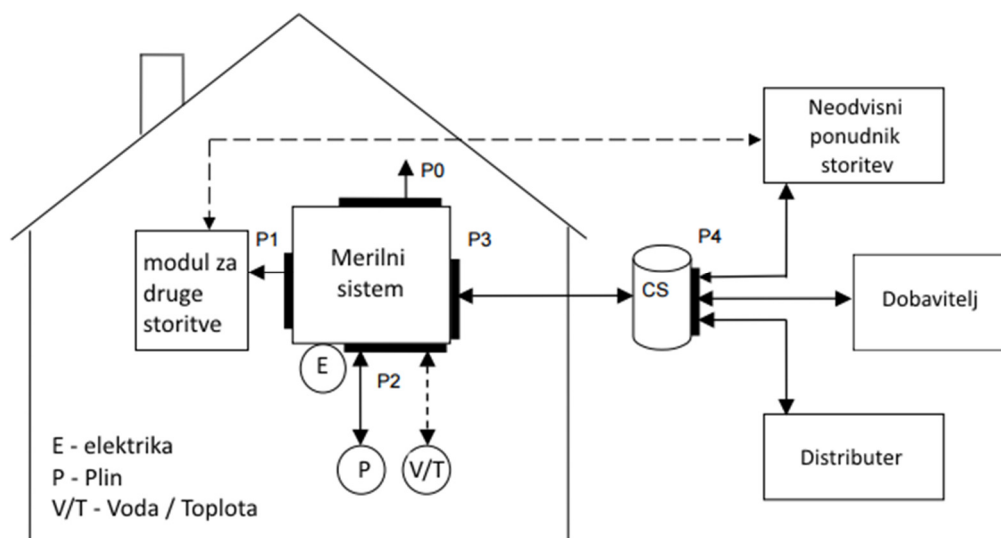 Neodvisni
ponudnik
storitev
P0
P1
P3
P4
modul za
druge
storitve
Merilni
sistem
CS
Dobavitelj
E
P2
P
V/T
E - elektrika
P - Plin
V/T - Voda / Toplota
Distributer